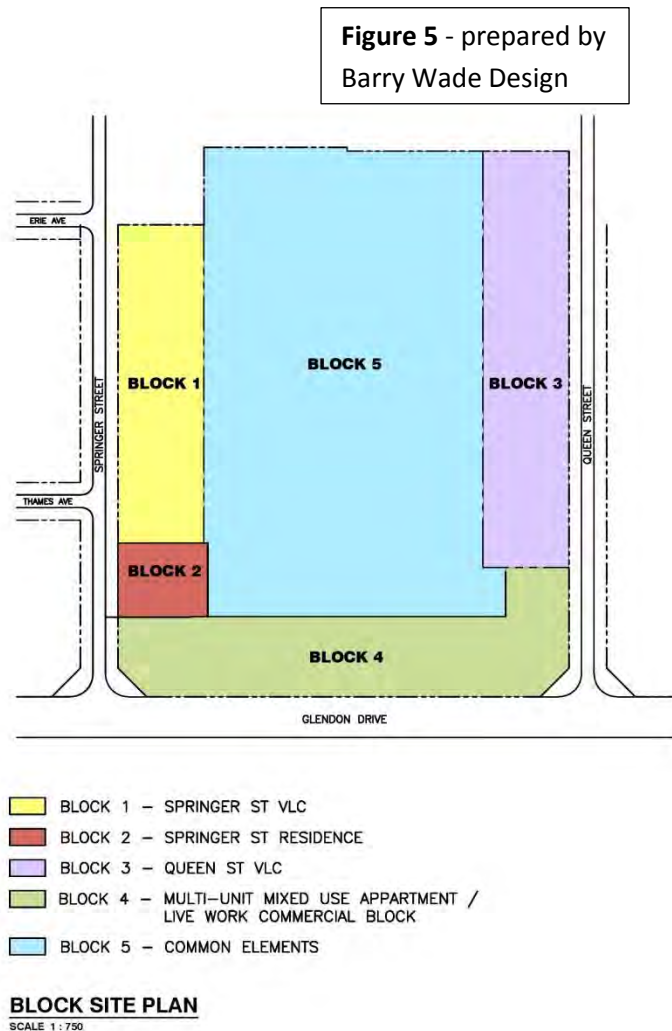 Figure 5 - prepared by
Barry Wade Design
ERIE AVE
SPRINGER STREET
THAMES AVE
BLOCK 1
BLOCK 5
BLOCK 3
QUEEN STREET
BLOCK 2
BLOCK 4
GLENDON DRIVE
BLOCK 1 – SPRINGER ST VLC
BLOCK 2 – SPRINGER ST RESIDENCE
BLOCK 3 – QUEEN ST VLC
BLOCK 4 – MULTI-UNIT MIXED USE APPARTMENT /
LIVE WORK COMMERCIAL BLOCK
BLOCK 5 – COMMON ELEMENTS
BLOCK SITE PLAN
SCALE 1 : 750